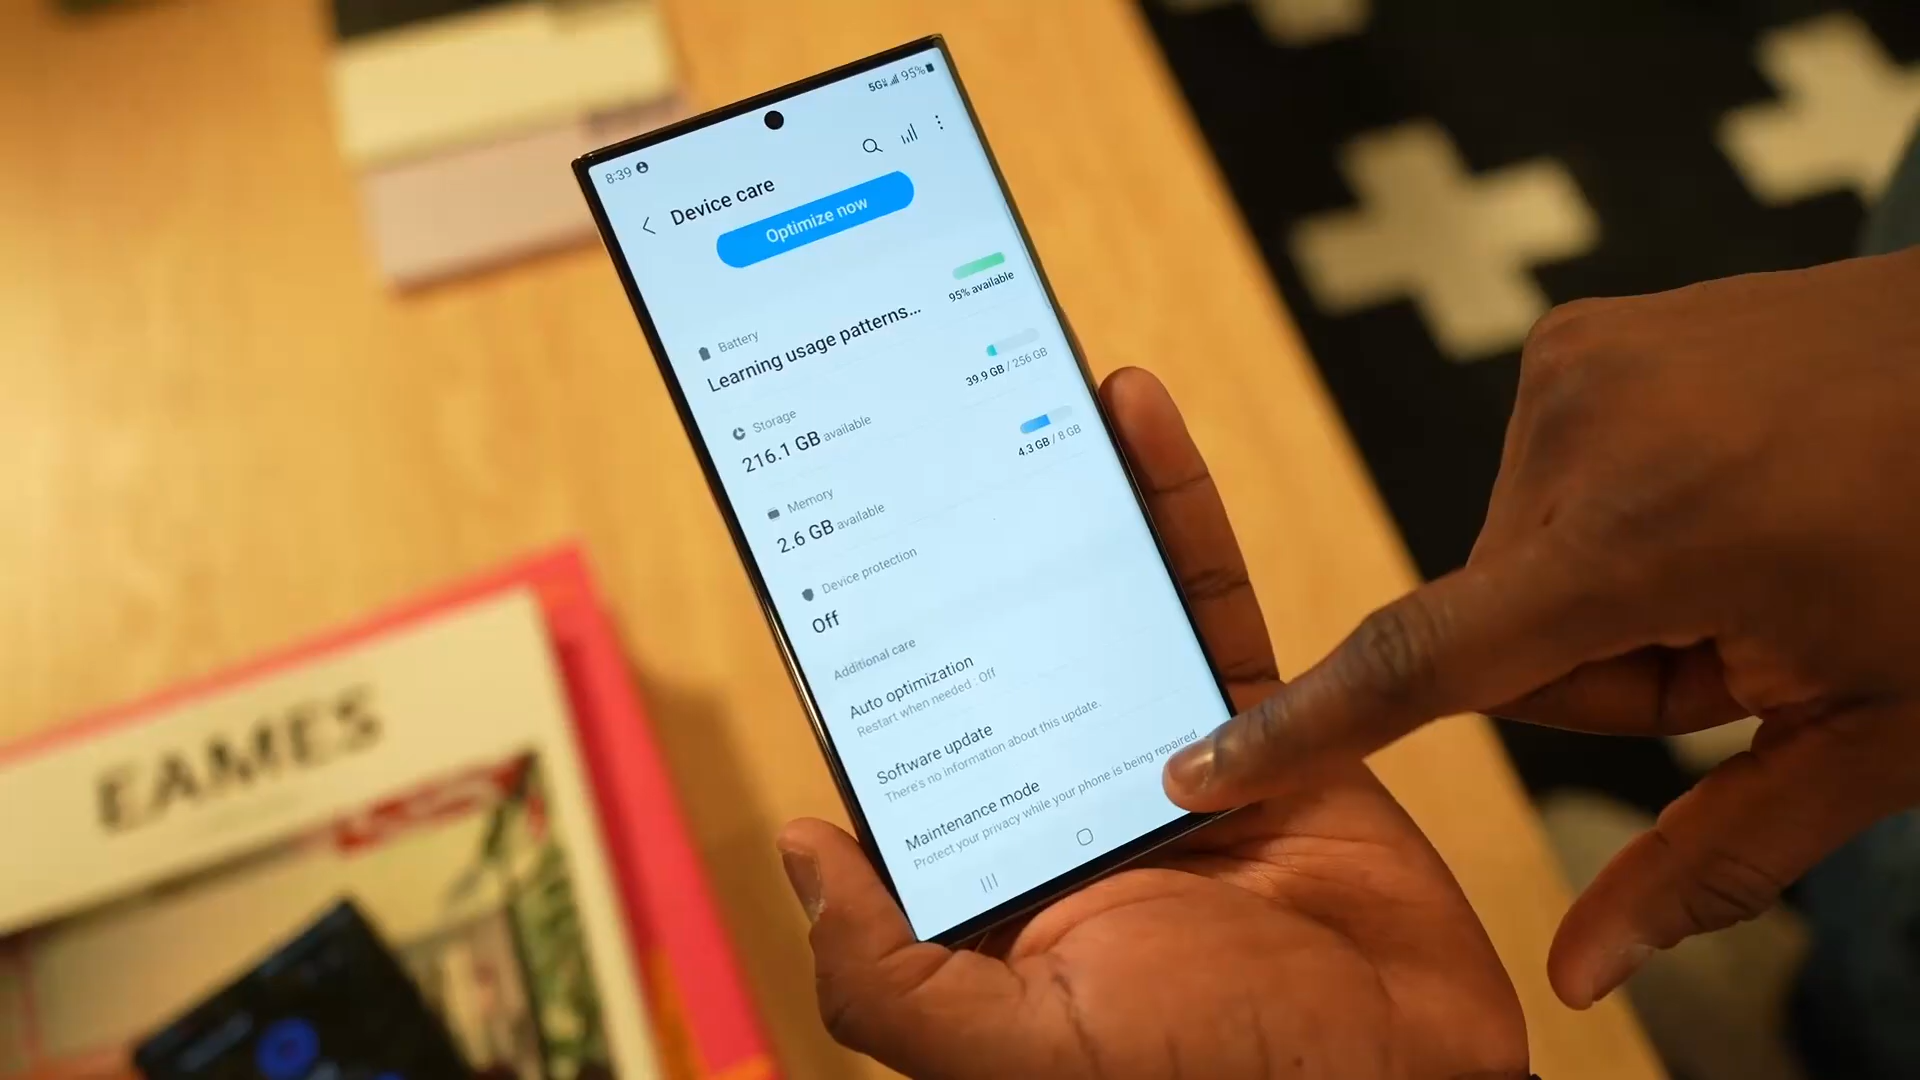 8:39
5G 95%
Device care
Optimize now
Battery
Learning usage patterns...
95% available
Storage
216.1 GB available
39.9 GB / 256 GB
Memory
2.6 GB available
4.3 GB / 8 GB
Device protection
Off
Additional care
Auto optimization
Restart when needed : Off
Software update
There's no information about this update.
Maintenance mode
Protect your privacy while your phone is being repaired.
EAMES